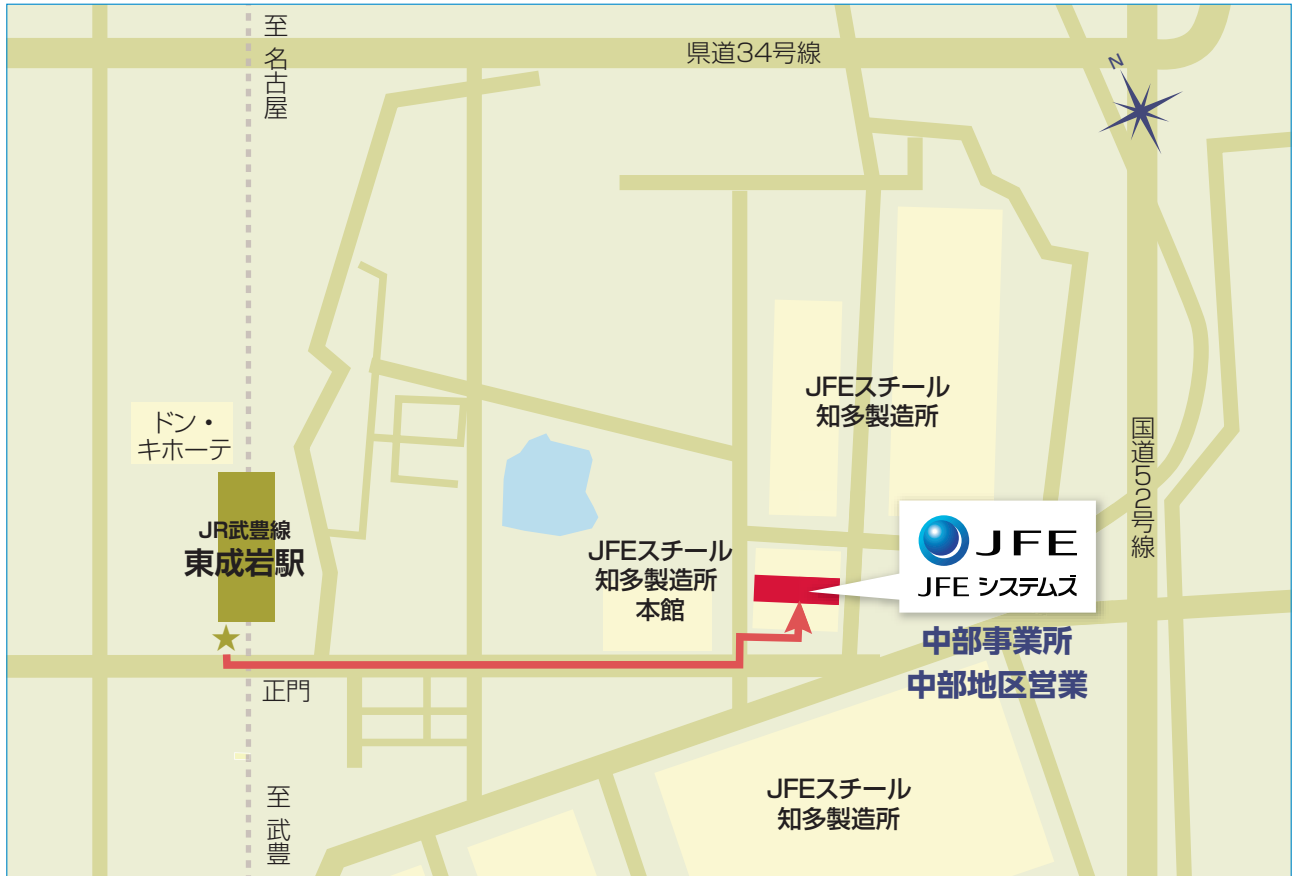 至名古屋
県道34号線
N
JFEスチール
知多製造所
ドン・
キホーテ
国道52号線
JR武豊線
東成岩駅
JFEスチール
知多製造所
本館
JFE
JFE システムズ
中部事業所
中部地区営業
正門
至武豊
JFEスチール
知多製造所